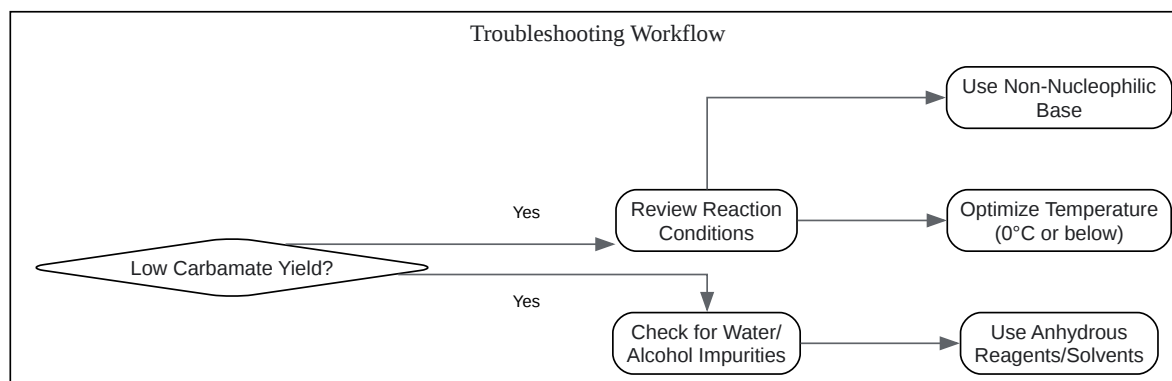 Troubleshooting Workflow
Use Non-Nucleophilic
Base
Yes
Review Reaction
Conditions
Optimize Temperature
(0°C or below)
Low Carbamate Yield?
Yes
Check for Water/
Alcohol Impurities
Use Anhydrous
Reagents/Solvents